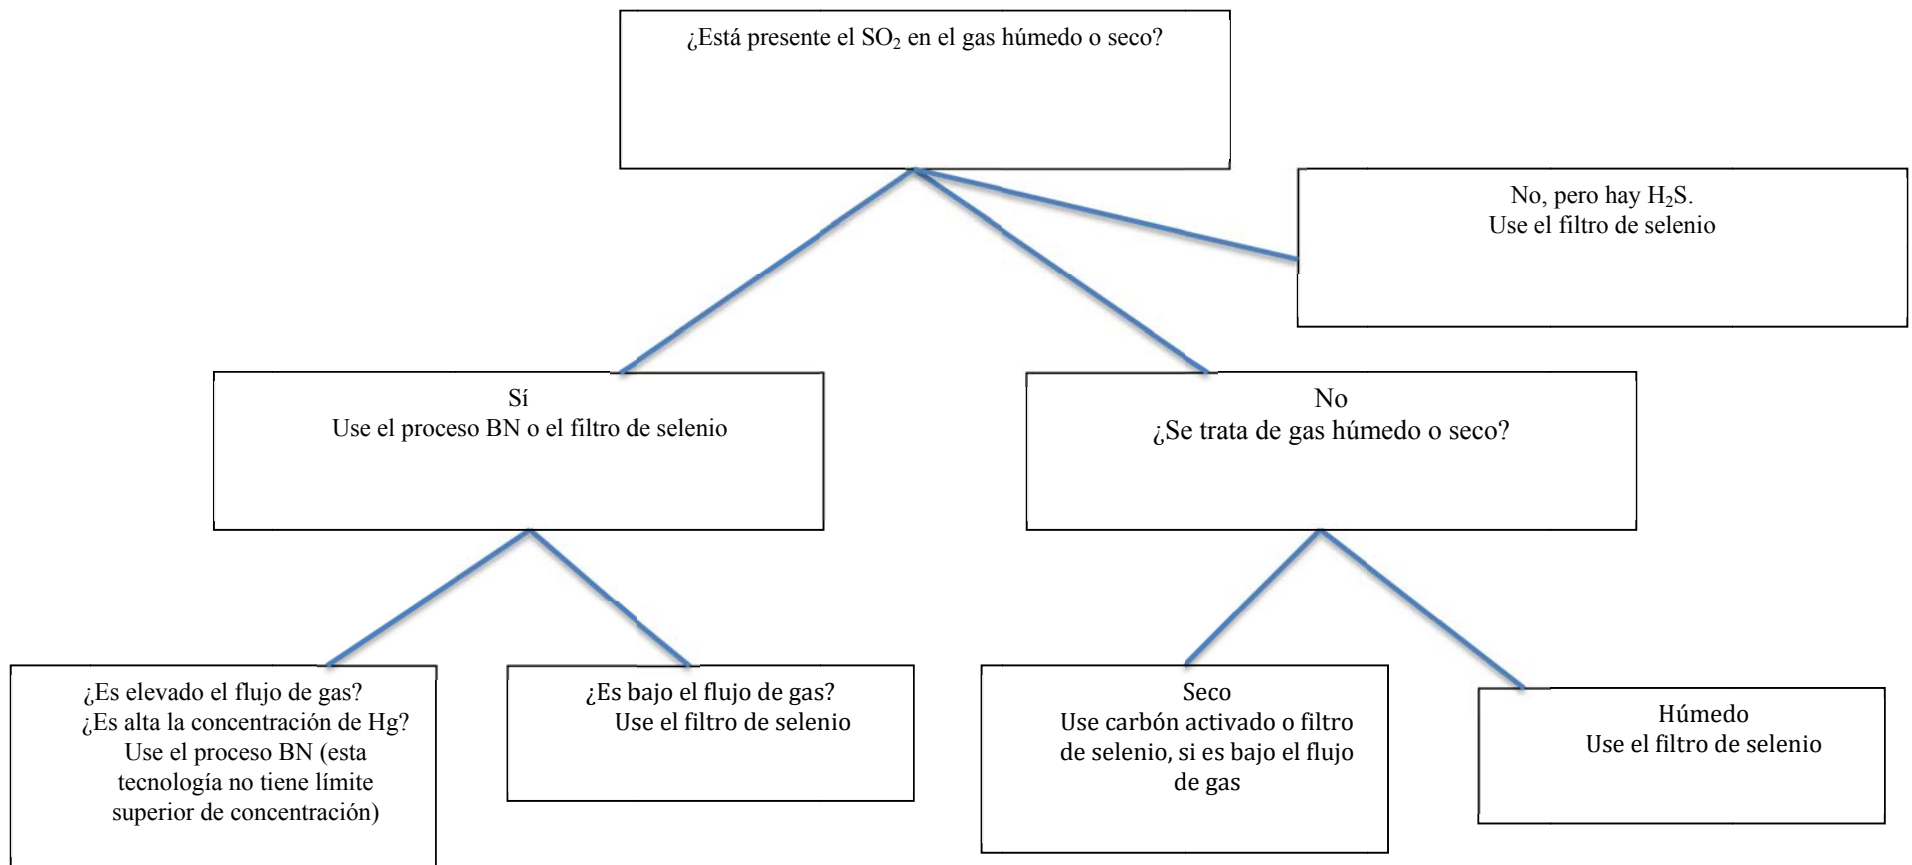 ¿Está presente el SO₂ en el gas húmedo o seco?
No, pero hay H₂S.
Use el filtro de selenio
Sí
Use el proceso BN o el filtro de selenio
No
¿Se trata de gas húmedo o seco?
¿Es elevado el flujo de gas?
¿Es alta la concentración de Hg?
Use el proceso BN (esta
tecnología no tiene límite
superior de concentración)
¿Es bajo el flujo de gas?
Use el filtro de selenio
Seco
Use carbón activado o filtro
de selenio, si es bajo el flujo
de gas
Húmedo
Use el filtro de selenio